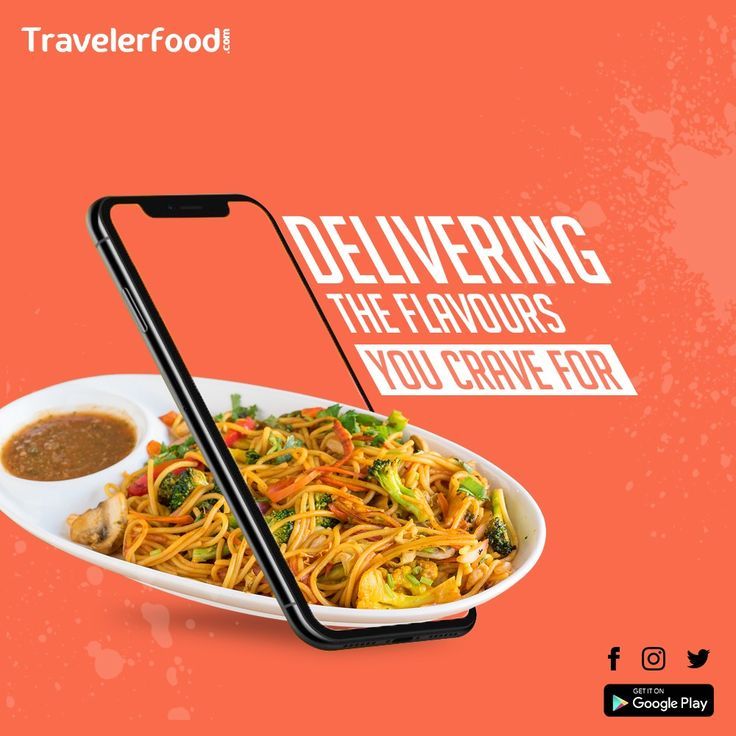 Travelerfood.com
DELIVERING
THE FLAVOURS
YOU CRAVE FOR
GET IT ON
Google Play